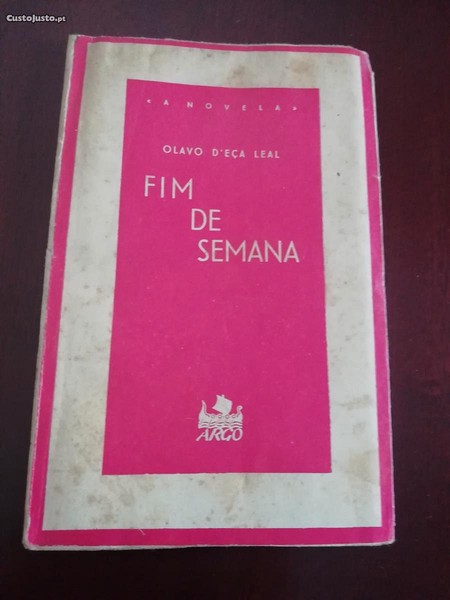 CustoJusto.pt
« A NOVELA »
OLAVO D'EÇA LEAL
FIM
DE
SEMANA
ARGO